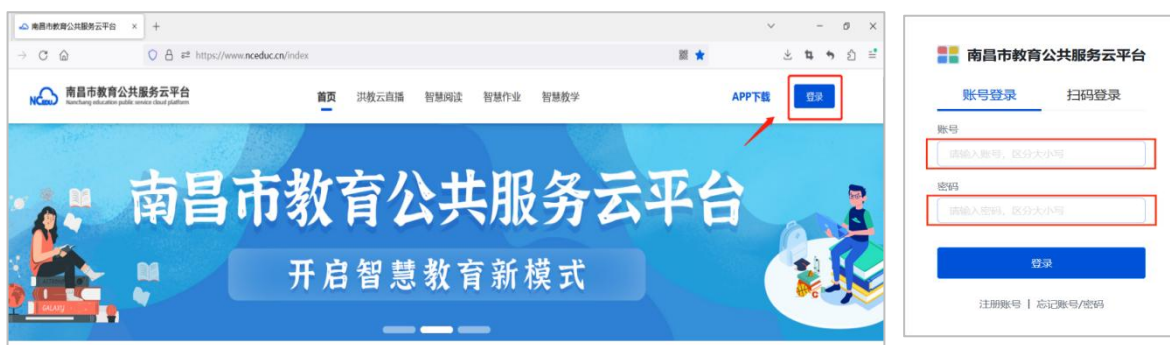 南昌市教育公共服务云平台
https://www.nceduc.cn/index
NCEDU
南昌市教育公共服务云平台
Nanchang education public service cloud platform
首页 洪教云直播 智慧阅读 智慧作业 智慧教学 APP下载 登录
南昌市教育公共服务云平台
开启智慧教育新模式
GALAXY
南昌市教育公共服务云平台
账号登录 扫码登录
账号
请输入账号，区分大小写
密码
请输入密码，区分大小写
登录
注册账号 | 忘记账号/密码